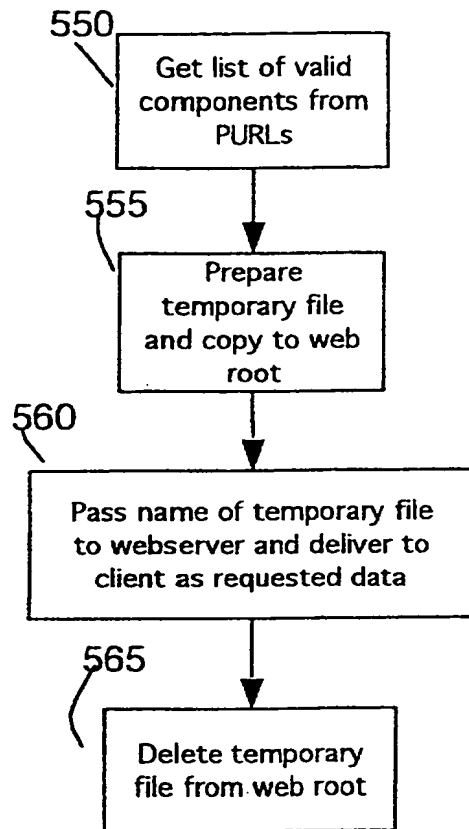 550
Get list of valid
components from
PURLs
555
Prepare
temporary file
and copy to web
root
560
Pass name of temporary file
to webserver and deliver to
client as requested data
565
Delete temporary
file from web root